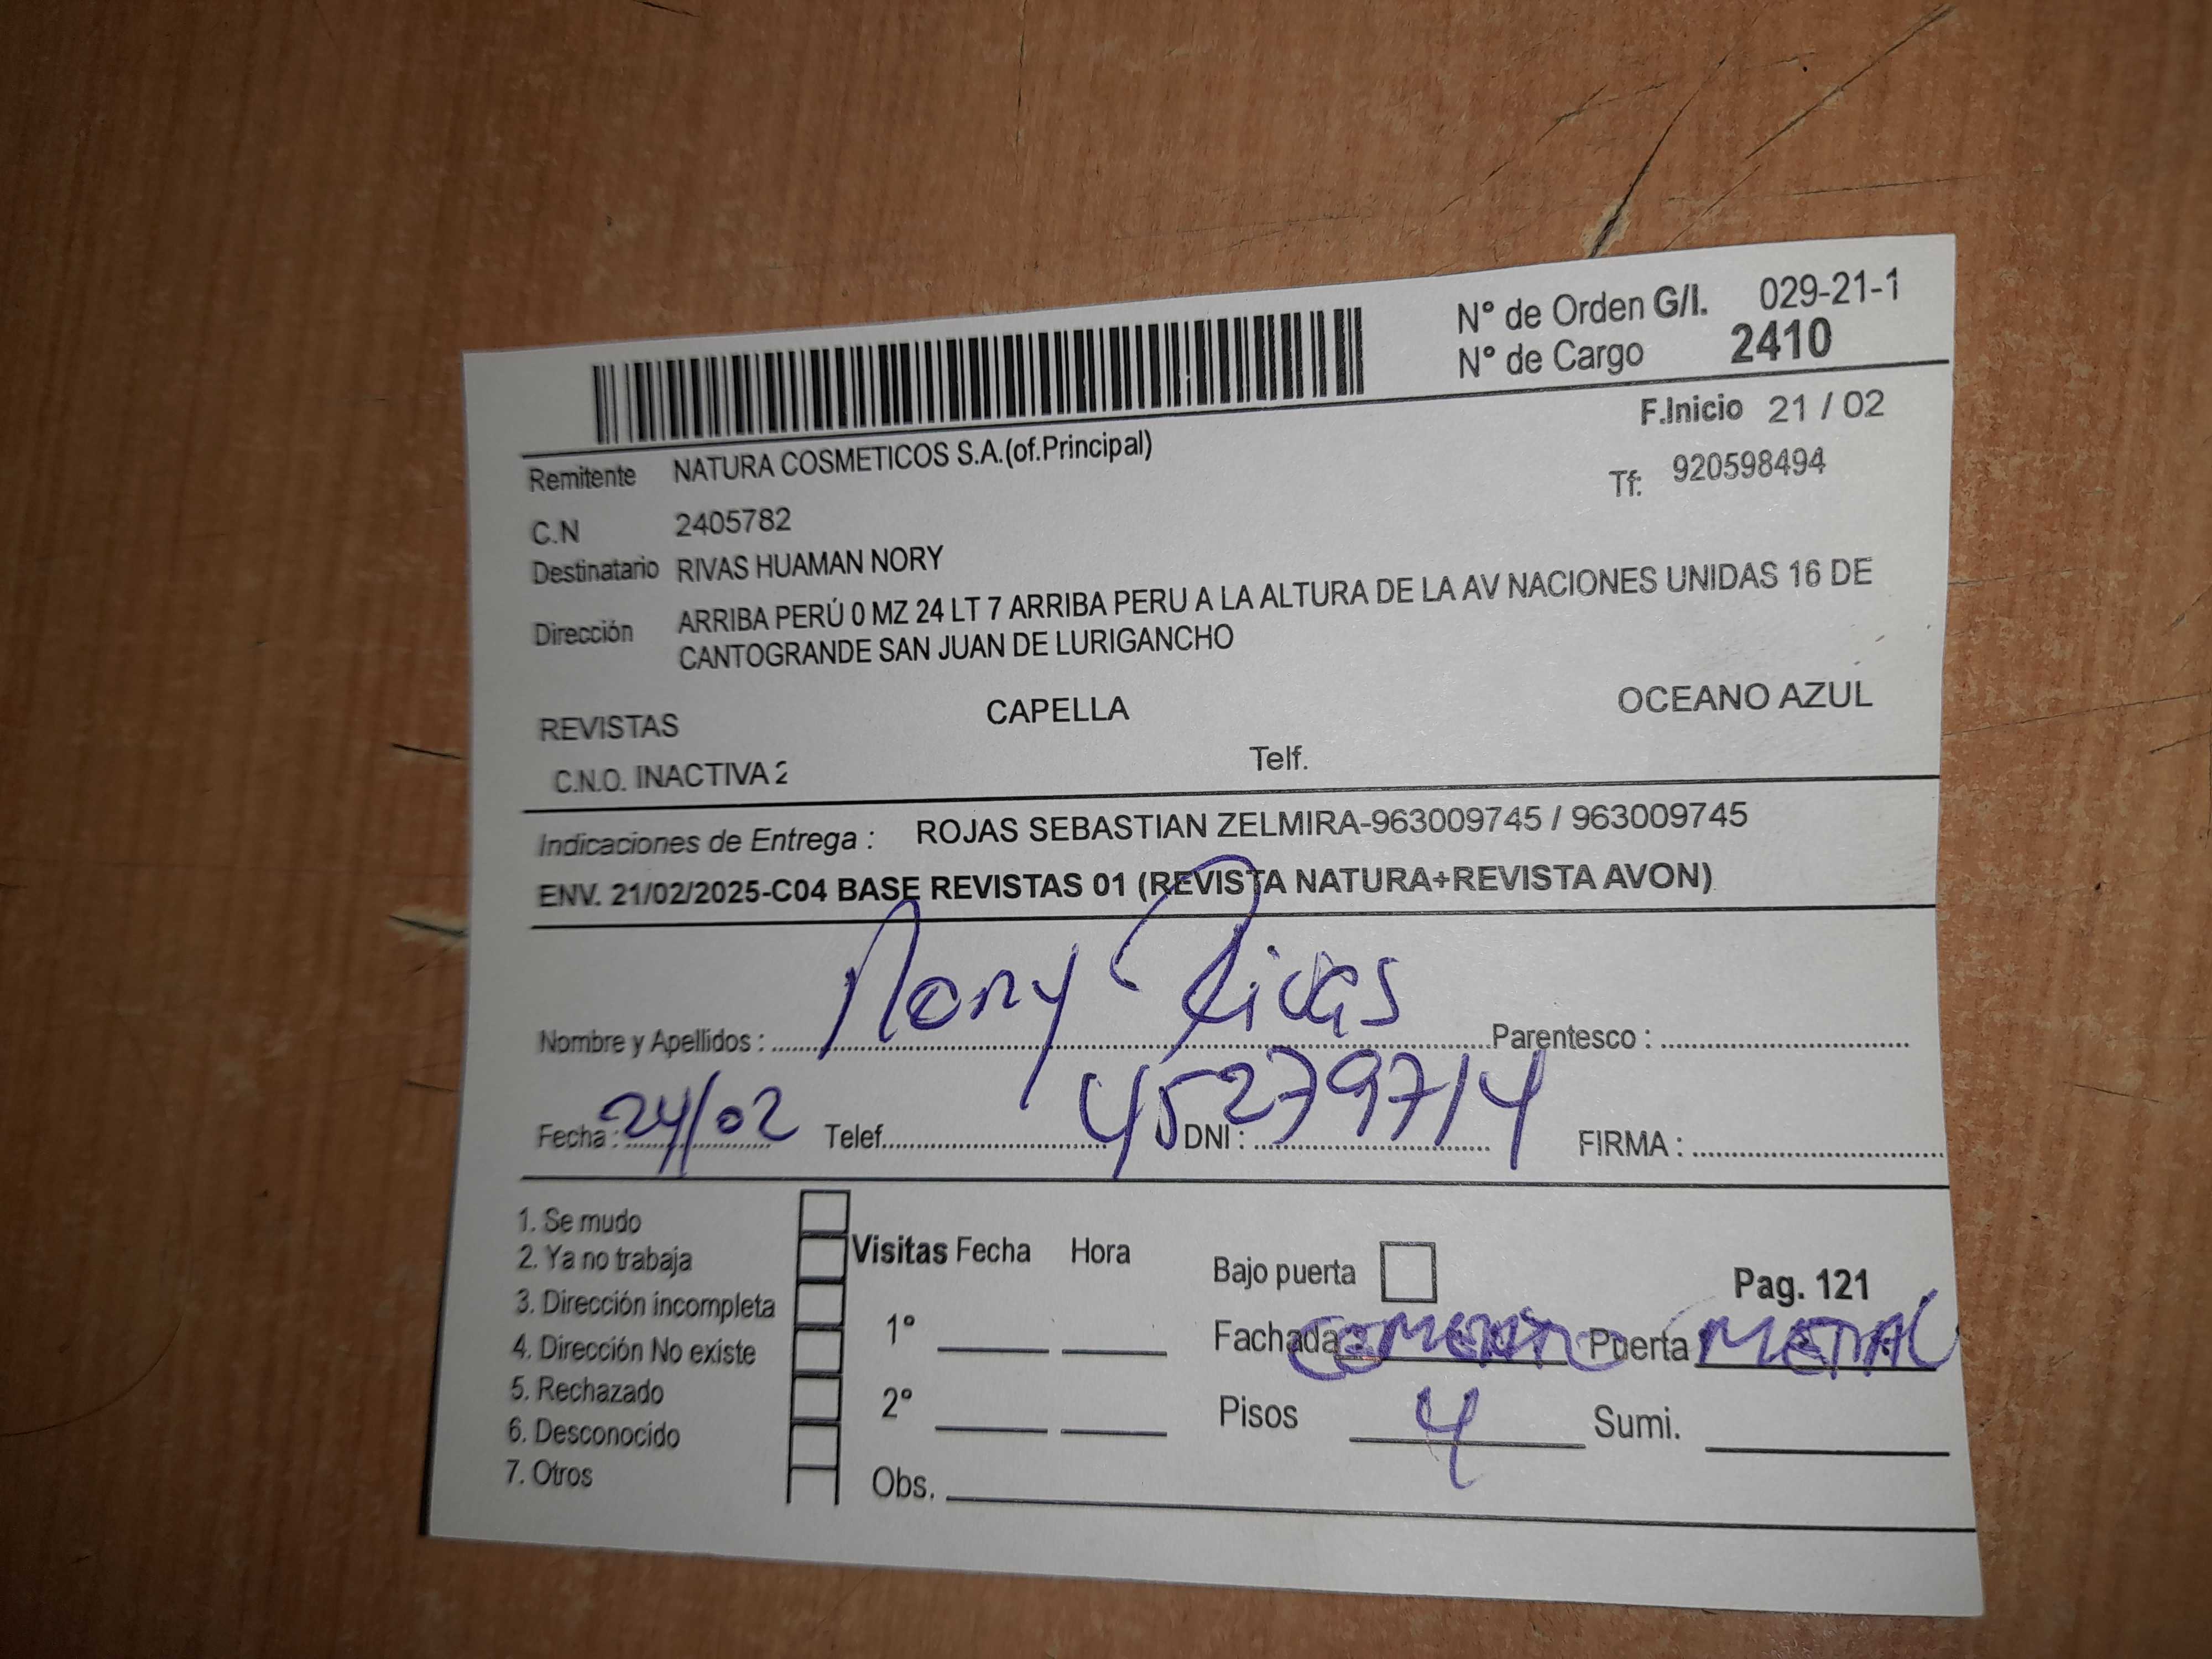 N° de Orden G/I. 029-21-1
N° de Cargo 2410
F.Inicio 21 / 02
Remitente NATURA COSMETICOS S.A.(of.Principal)
Tf: 920598494
C.N 2405782
Destinatario RIVAS HUAMAN NORY
Dirección ARRIBA PERÚ 0 MZ 24 LT 7 ARRIBA PERU A LA ALTURA DE LA AV NACIONES UNIDAS 16 DE
CANTOGRANDE SAN JUAN DE LURIGANCHO
REVISTAS CAPELLA OCEANO AZUL
C.N.O. INACTIVA 2 Telf.
Indicaciones de Entrega : ROJAS SEBASTIAN ZELMIRA-963009745 / 963009745
ENV. 21/02/2025-C04 BASE REVISTAS 01 (REVISTA NATURA+REVISTA AVON)
Nombre y Apellidos : Nory Rivas Parentesco :
Fecha : 24/02 Telef. DNI : 45279714 FIRMA :
1. Se mudo
2. Ya no trabaja
3. Dirección incompleta
4. Dirección No existe
5. Rechazado
6. Desconocido
7. Otros
Visitas Fecha Hora
1°
2°
Obs.
Bajo puerta
Pag. 121
Fachada CEMENTO Puerta METAL
Pisos 4 Sumi.